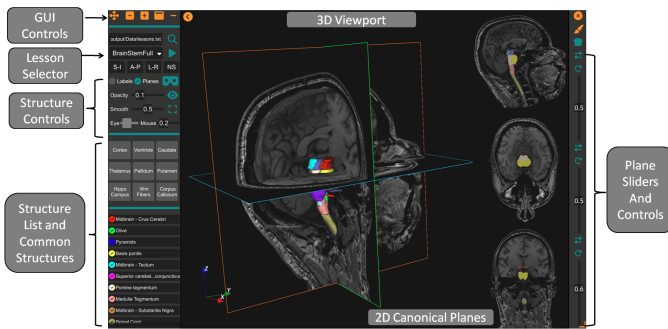 GUI
Controls
Lesson
Selector
Structure
Controls
Structure
List and
Common
Structures
output/Data/lessons.txt
BrainStemFull
S-I A-P L-R NS
Labels Planes
Opacity 0.1
Smooth 0.5
Eye Mouse 0.2
Cortex Ventricle Caudate
Thalamus Pallidum Putamen
Hippo Campus Wm Fibers Corpus Callosum
Midbrain - Crus Cerebri
Olive
Pyramids
Basis pontis
Midbrain - Tectum
Superior cerebel...conjunctivum
Pontine tegmentum
Medulla Tegmentum
Midbrain - Substantia Nigra
Spinal Cord
3D Viewport
Z
Y
X
2D Canonical Planes
0.5
0.5
0.6
Plane
Sliders
And
Controls